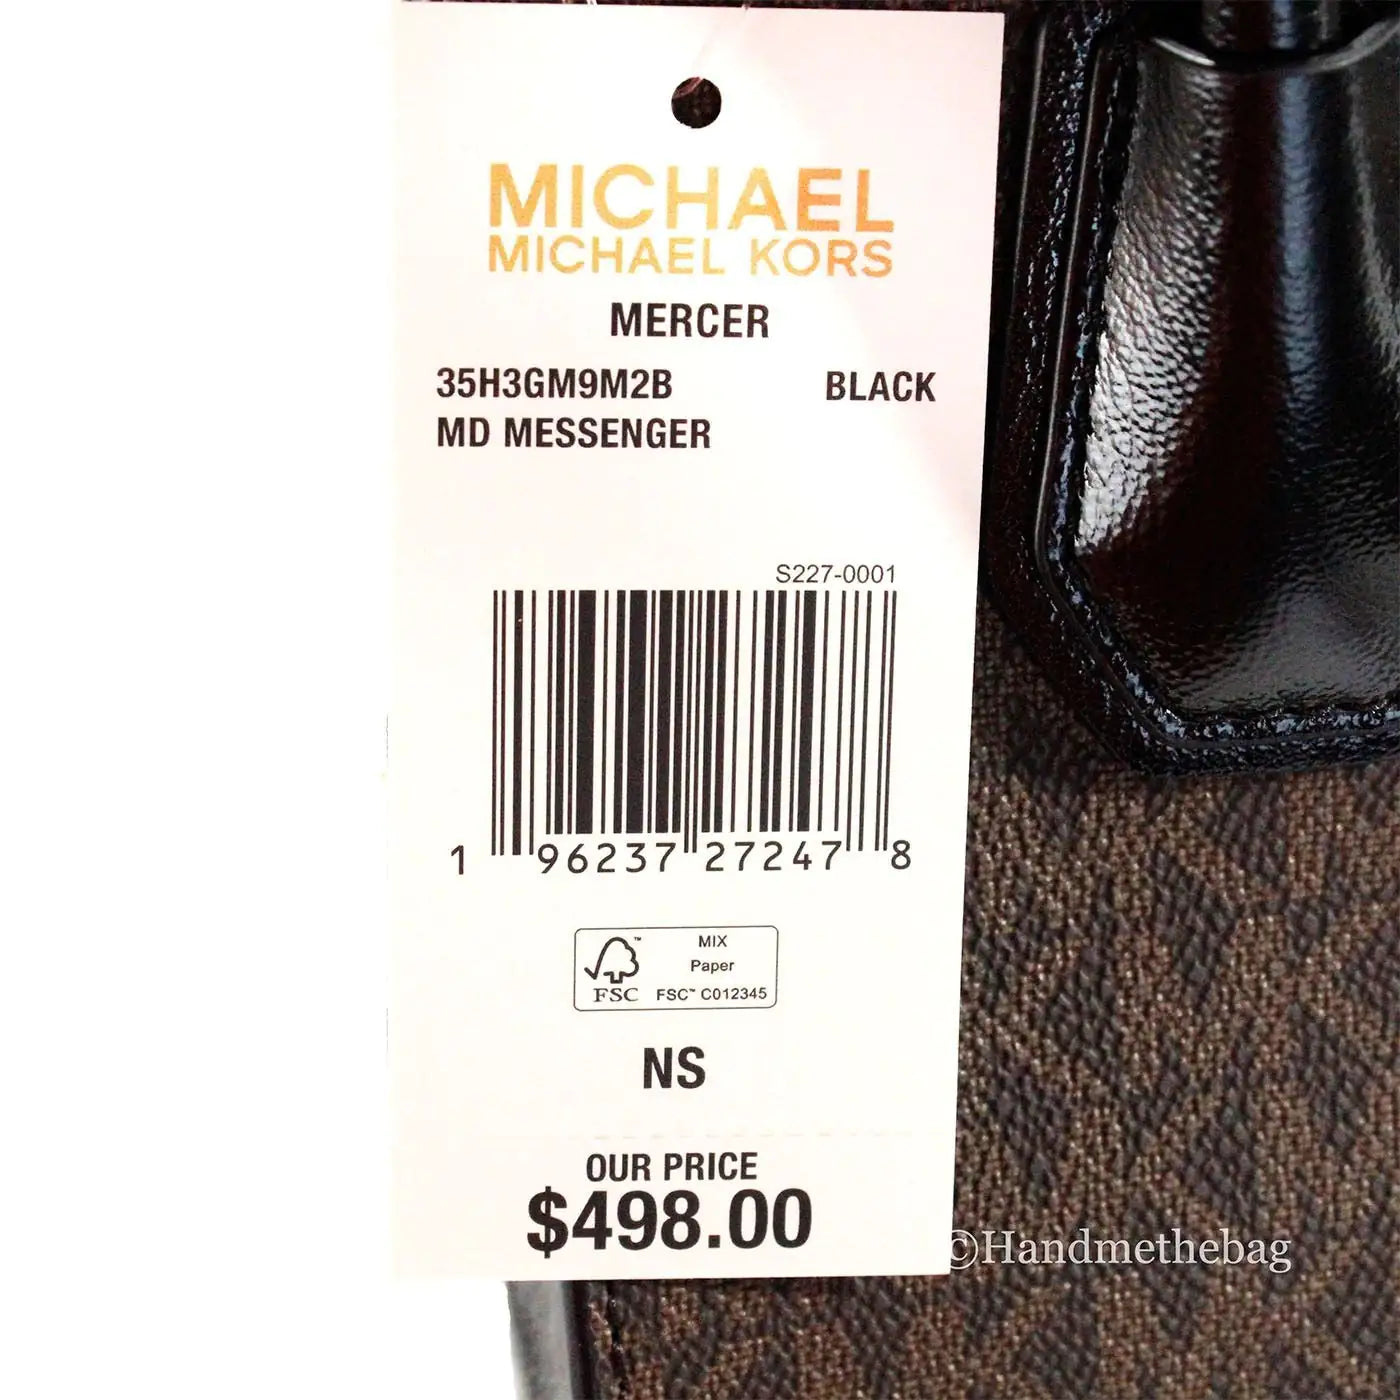 MICHAEL
MICHAEL KORS
MERCER
35H3GM9M2B BLACK
MD MESSENGER
S227-0001
1 96237 27247 8
MIX
Paper
FSC™ FSC™ C012345
NS
OUR PRICE
$498.00
©Handmethebag